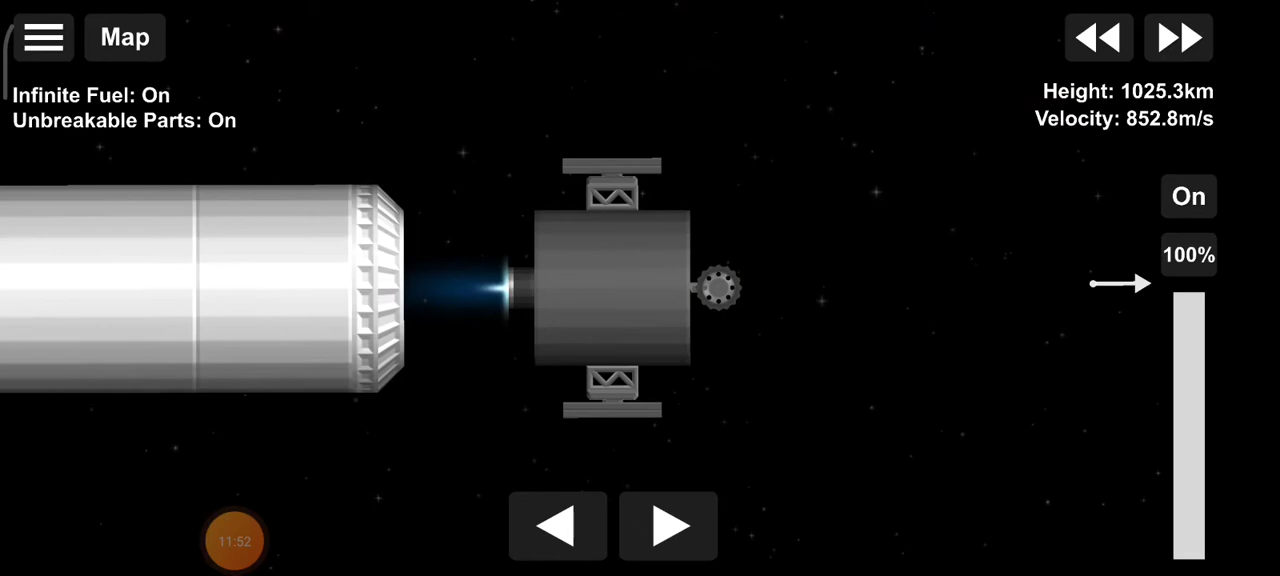 Map
Infinite Fuel: On
Unbreakable Parts: On
Height: 1025.3km
Velocity: 852.8m/s
On
100%
11:52